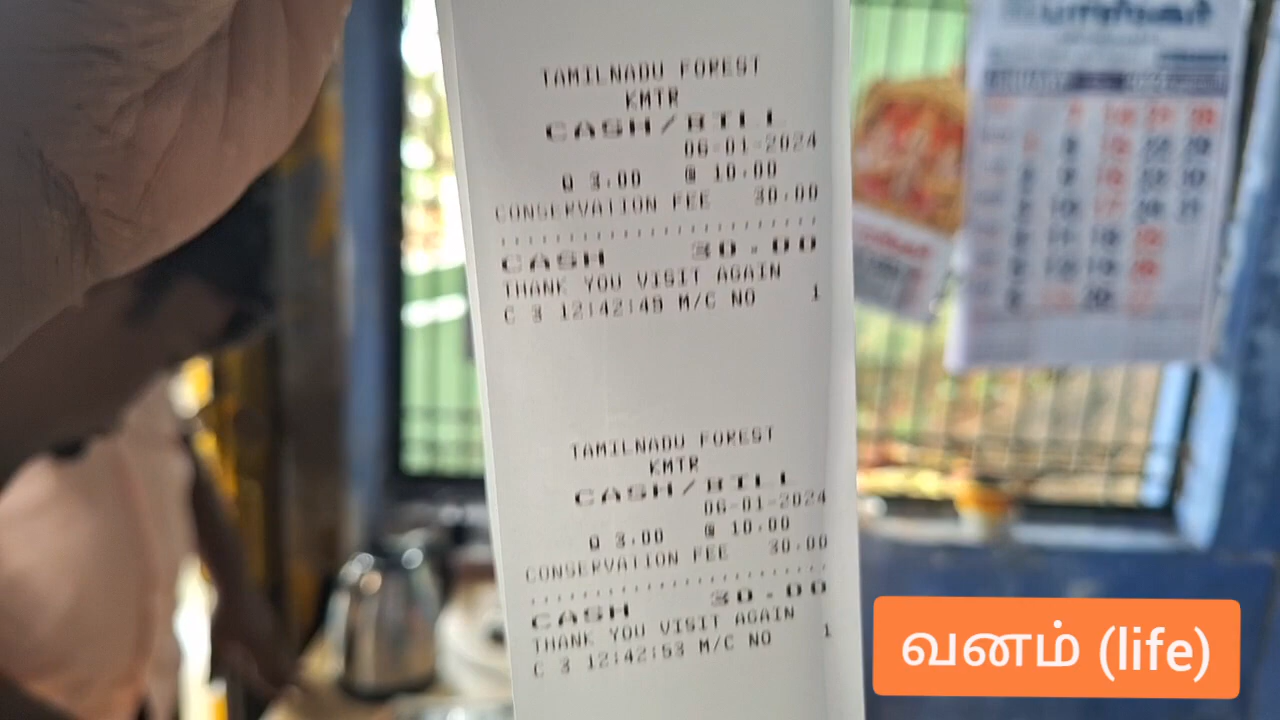 TAMILNADU FOREST
KMTR
CASH/BILL
06-01-2024
Q 3.00 @ 10.00
CONSERVATION FEE 30.00
CASH 30.00
THANK YOU VISIT AGAIN
C 3 12:42:49 M/C NO 1
TAMILNADU FOREST
KMTR
CASH/BILL
06-01-2024
Q 3.00 @ 10.00
CONSERVATION FEE 30.00
CASH 30.00
THANK YOU VISIT AGAIN
C 3 12:42:53 M/C NO 1
வனம் (life)